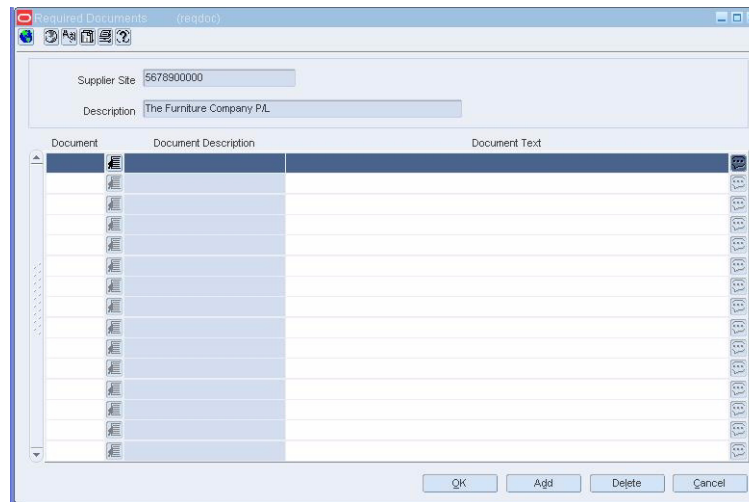 Required Documents (reqdoc)
Supplier Site 5678900000
Description The Furniture Company P/L
Document Document Description Document Text
OK Add Delete Cancel